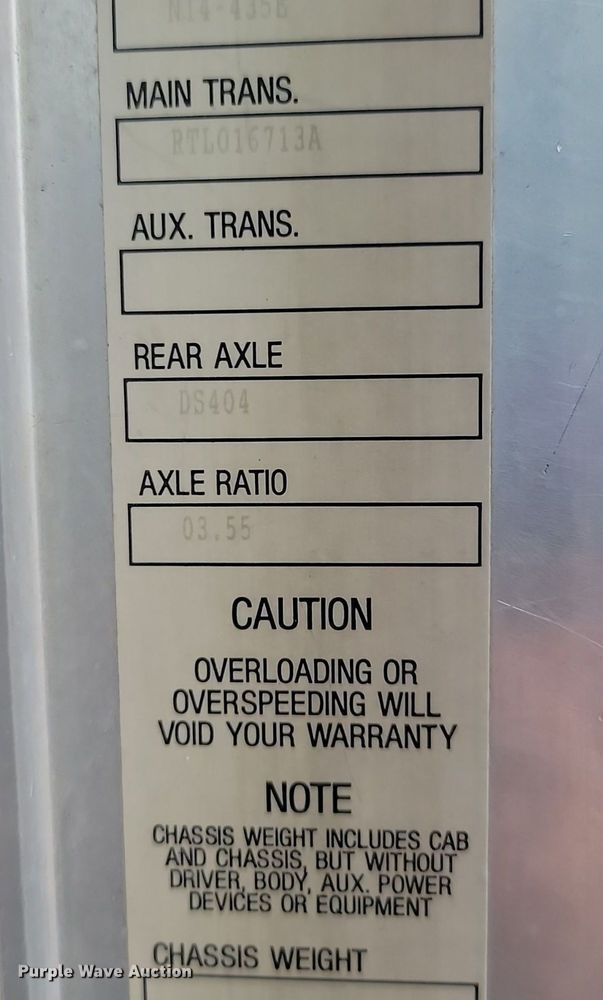 N14-435E
MAIN TRANS.
RTLO16713A
AUX. TRANS.
REAR AXLE
DS404
AXLE RATIO
03.55
CAUTION
OVERLOADING OR
OVERSPEEDING WILL
VOID YOUR WARRANTY
NOTE
CHASSIS WEIGHT INCLUDES CAB
AND CHASSIS, BUT WITHOUT
DRIVER, BODY, AUX. POWER
DEVICES OR EQUIPMENT
CHASSIS WEIGHT
Purple Wave Auction